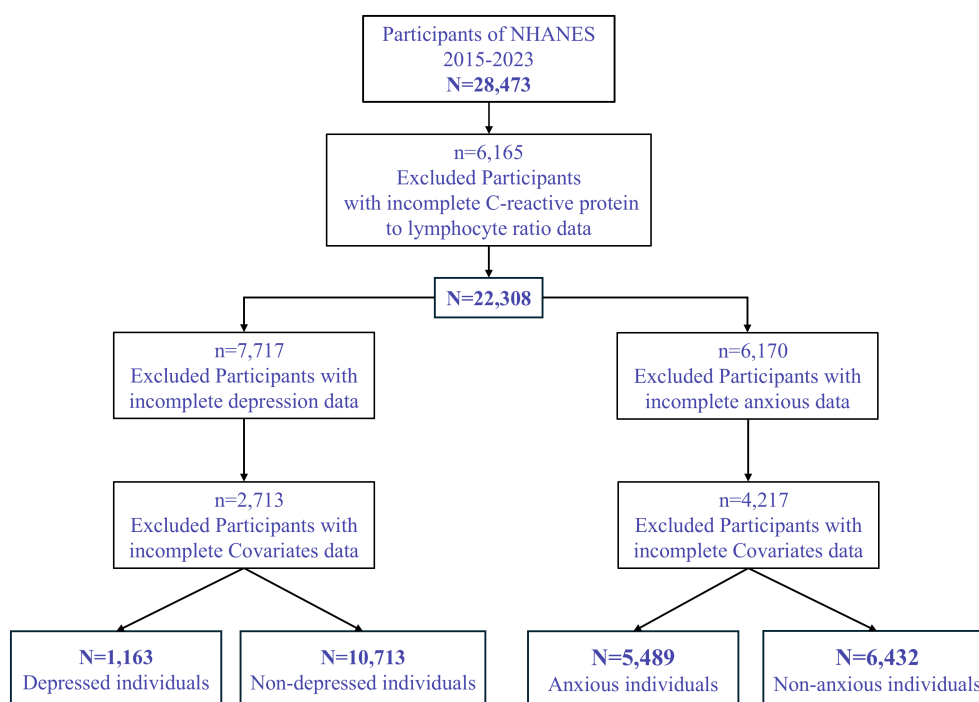 Participants of NHANES
2015-2023
N=28,473
n=6,165
Excluded Participants
with incomplete C-reactive protein
to lymphocyte ratio data
N=22,308
n=7,717
Excluded Participants with
incomplete depression data
n=6,170
Excluded Participants with
incomplete anxious data
n=2,713
Excluded Participants with
incomplete Covariates data
n=4,217
Excluded Participants with
incomplete Covariates data
N=1,163
Depressed individuals
N=10,713
Non-depressed individuals
N=5,489
Anxious individuals
N=6,432
Non-anxious individuals